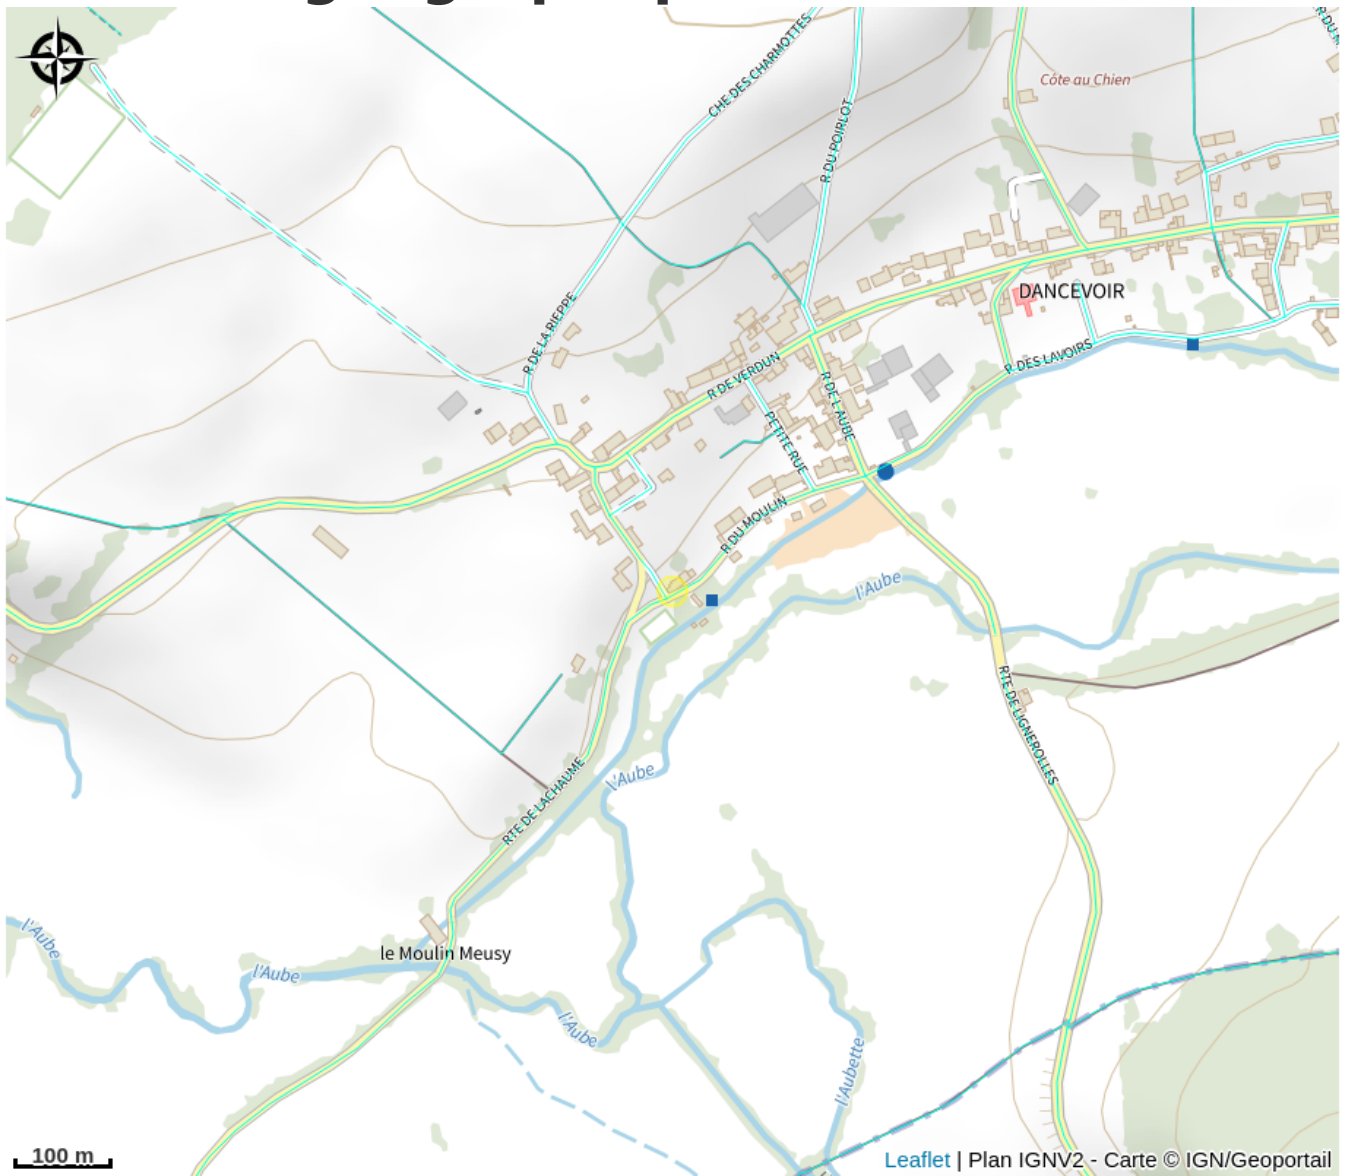 CHE DES CHARMOTTES
Côte au Chien
R DU POIRLOT
DANCEVOIR
R DE LA RIEPPE
R DES LAVOIRS
R DE VERDUN
R DE L'AUBE
PETITE RUE
R DU MOULIN
l'Aube
RTE DE LIGNEROLLES
l'Aube
RTE DE LACHAUME
l'Aube
le Moulin Meusy
l'Aube
l'Aube
l'Aubette
100 m
Leaflet | Plan IGNV2 - Carte © IGN/Geoportail